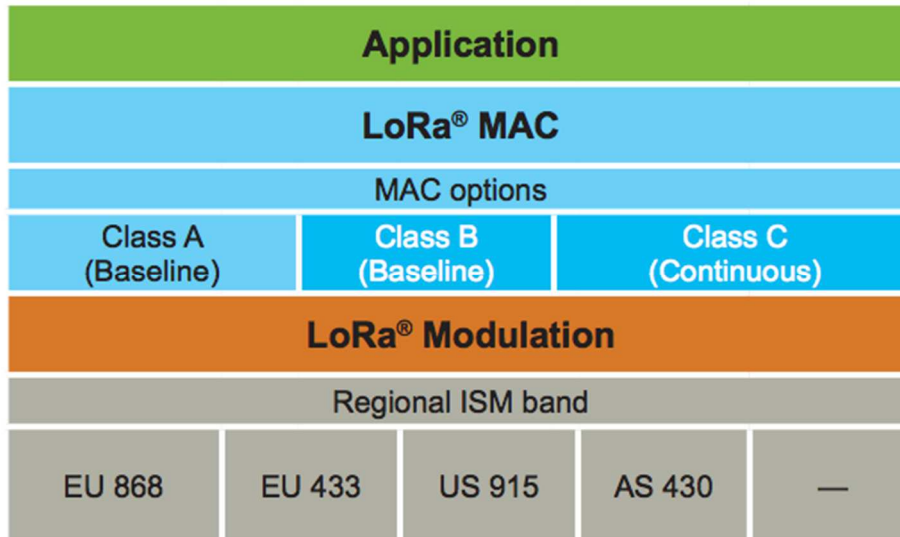 Application
LoRa® MAC
MAC options
Class A
(Baseline)
Class B
(Baseline)
Class C
(Continuous)
LoRa® Modulation
Regional ISM band
EU 868
EU 433
US 915
AS 430
—